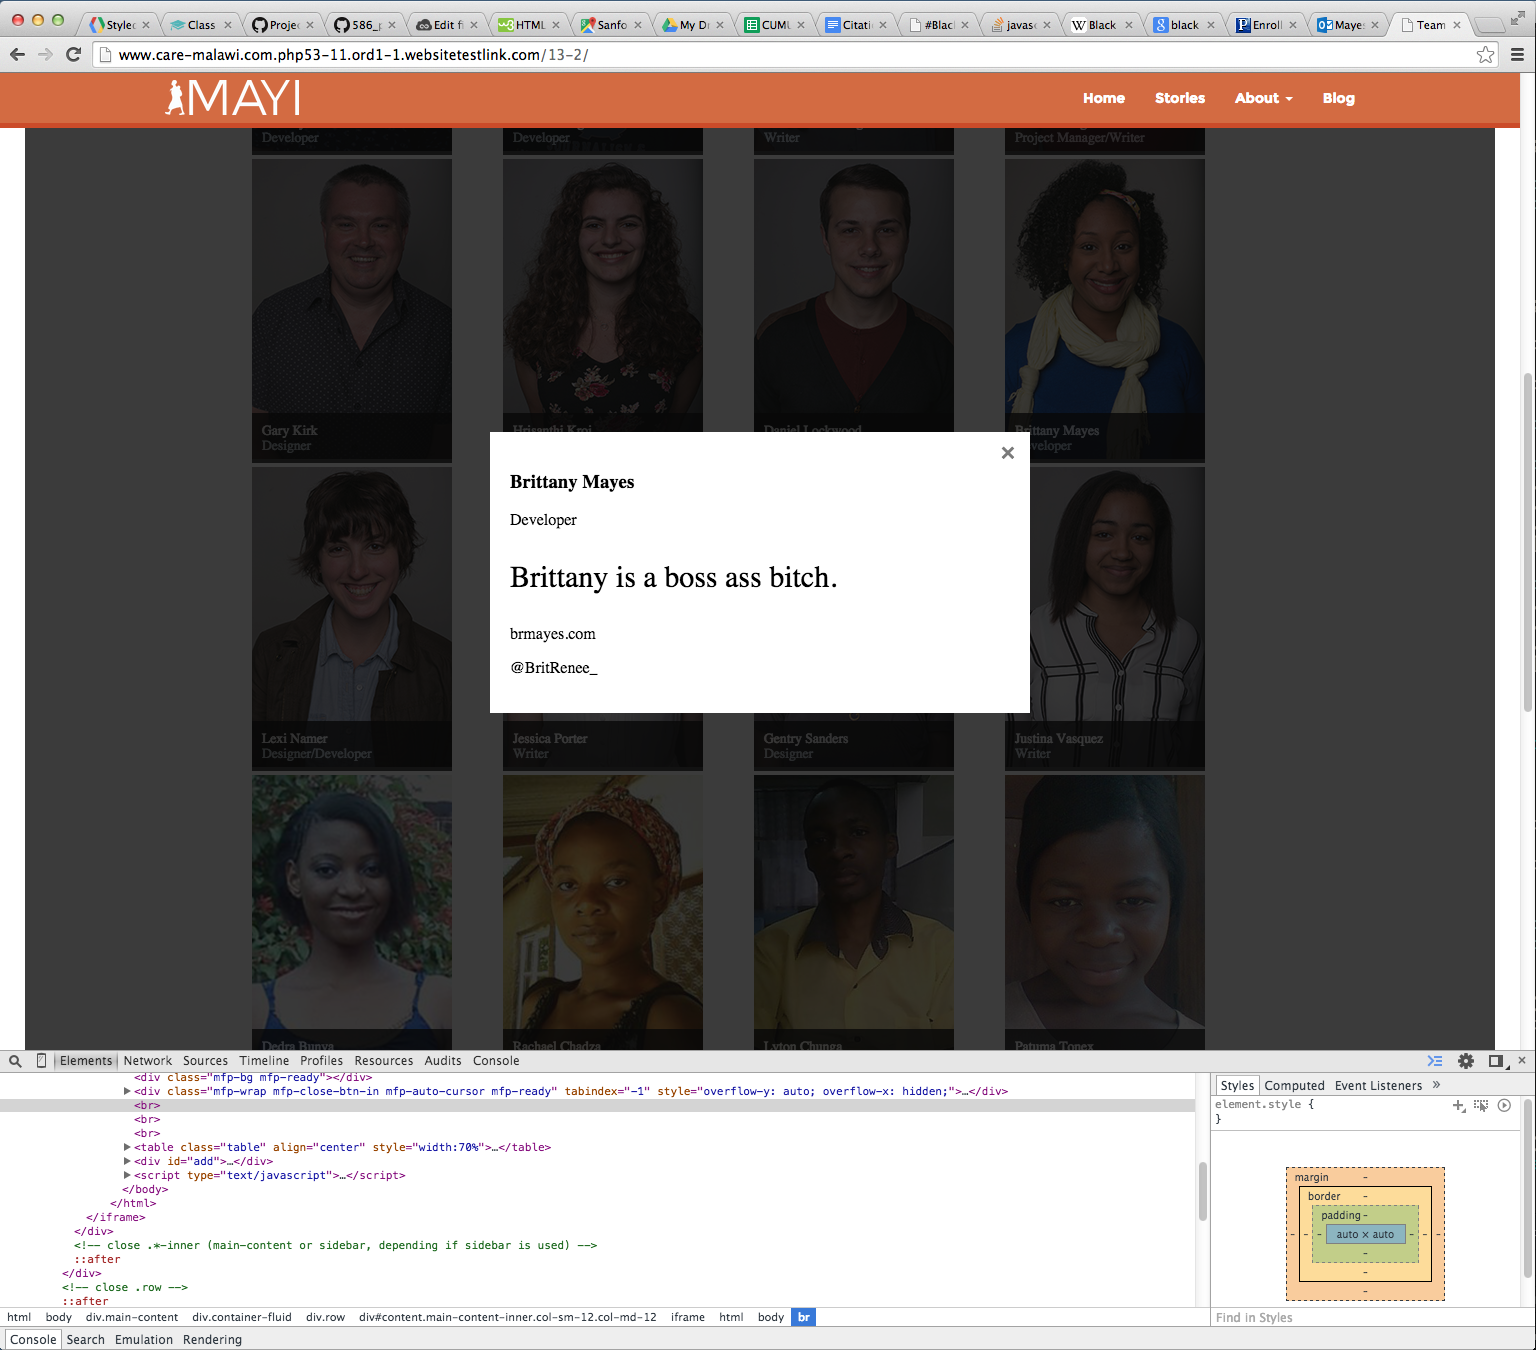 Style
Class
Proje
586_
Edit f
HTML
Sanfo
My Dr
CUMU
Citati
#Blac
javasc
Black
black
Enroll
Mayes
Team
www.care-malawi.com.php53-11.ord1-1.websitetestlink.com/13-2/
MAYI
Home Stories About Blog
Developer
Developer
Writer
Project Manager/Writer
Gary Kirk
Designer
Hrisanthi Kroi
Daniel Lockwood
Brittany Mayes
Developer
×
Brittany Mayes
Developer
Brittany is a boss ass bitch.
brmayes.com
@BritRenee_
Lexi Namer
Designer/Developer
Jessica Porter
Writer
Gentry Sanders
Designer
Justina Vasquez
Writer
Dedra Bunya
Rachael Chadza
Lyton Chunga
Patuma Tonex
Elements Network Sources Timeline Profiles Resources Audits Console
<div class="mfp-bg mfp-ready"></div>
<div class="mfp-wrap mfp-close-btn-in mfp-auto-cursor mfp-ready" tabindex="-1" style="overflow-y: auto; overflow-x: hidden;">…</div>
<br>
<br>
<br>
<table class="table" align="center" style="width:70%">…</table>
<div id="add">…</div>
<script type="text/javascript">…</script>
</body>
</html>
</iframe>
</div>
<!-- close .*-inner (main-content or sidebar, depending if sidebar is used) -->
::after
</div>
<!-- close .row -->
::after
html body div.main-content div.container-fluid div.row div#content.main-content-inner.col-sm-12.col-md-12 iframe html body br
Console Search Emulation Rendering
Styles Computed Event Listeners »
element.style {
}
margin -
border -
padding -
- - - auto × auto - - -
-
-
-
Find in Styles